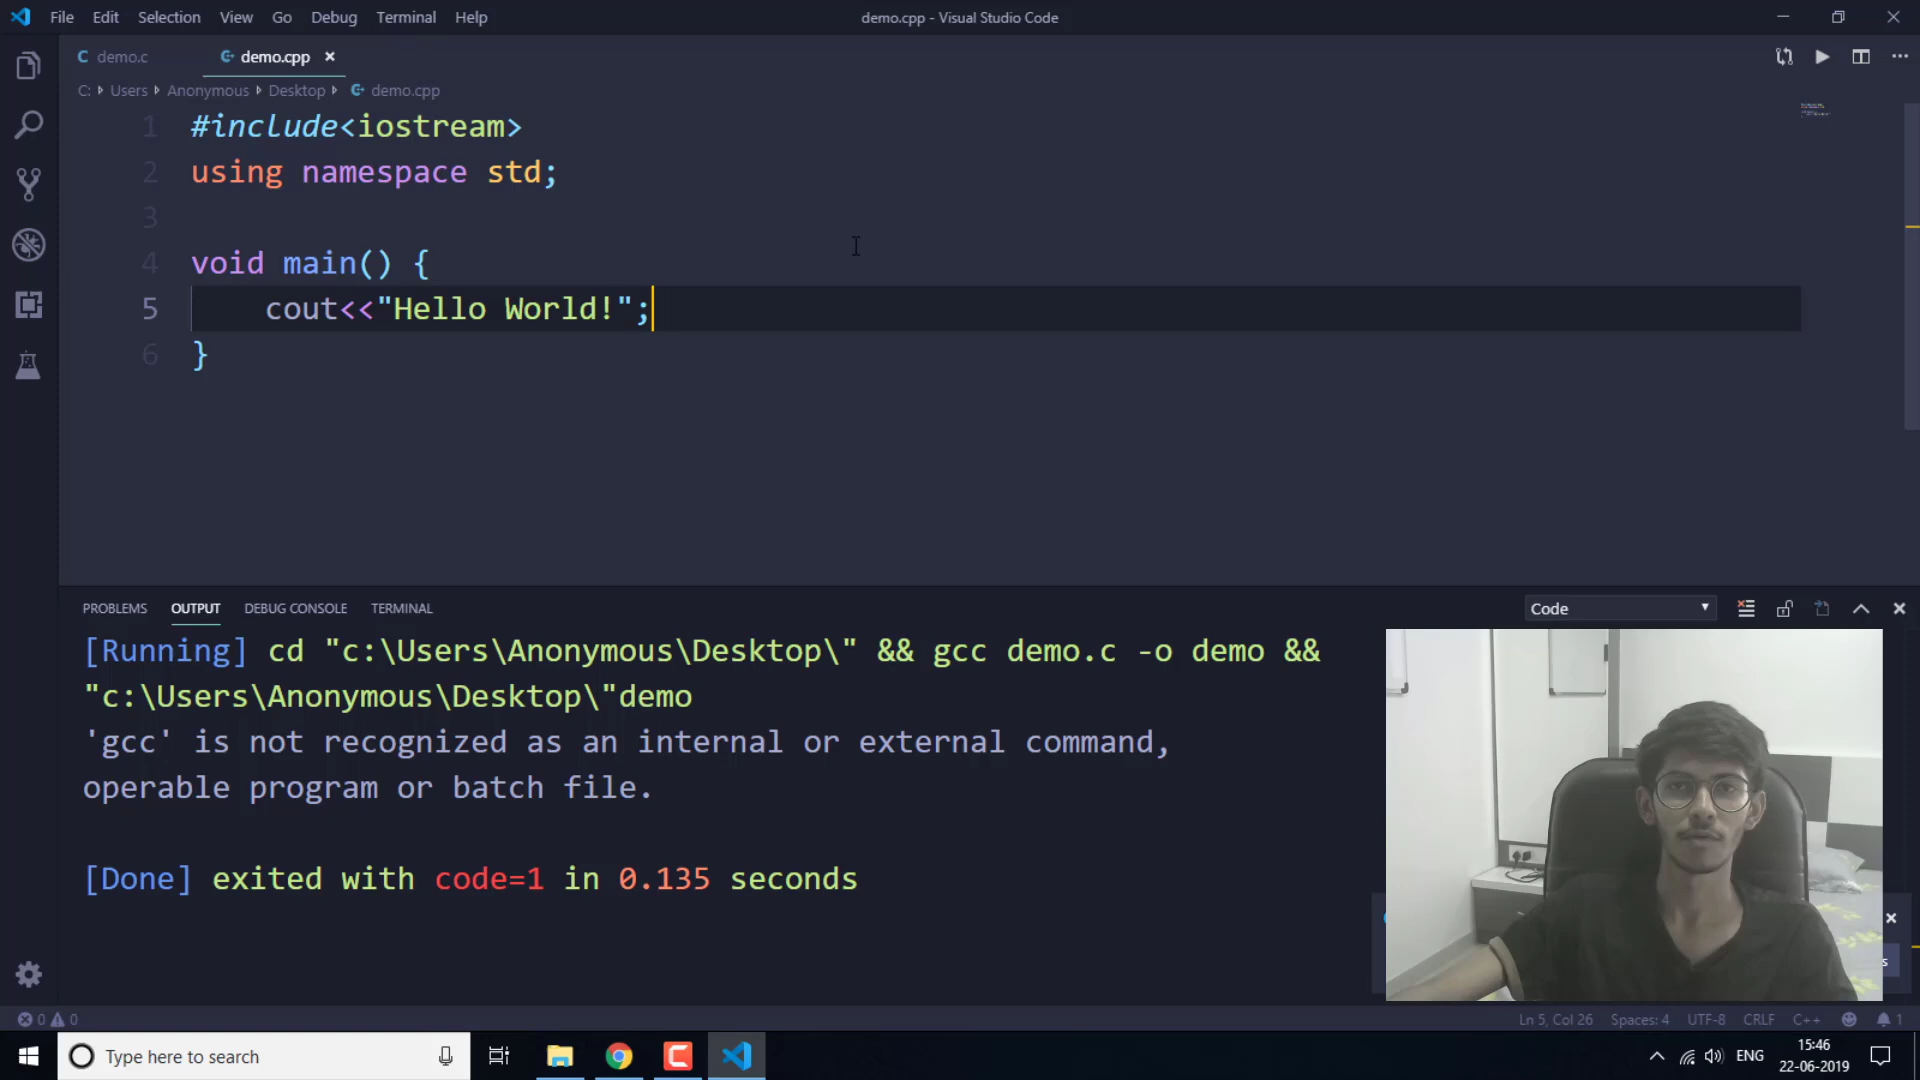 File Edit Selection View Go Debug Terminal Help
demo.cpp - Visual Studio Code
C demo.c
demo.cpp
C: Users Anonymous Desktop demo.cpp
1 #include<iostream>
2 using namespace std;
3
4 void main() {
5 cout<<"Hello World!";
6 }
PROBLEMS OUTPUT DEBUG CONSOLE TERMINAL
Code
[Running] cd "c:\Users\Anonymous\Desktop\" && gcc demo.c -o demo &&
"c:\Users\Anonymous\Desktop\"demo
'gcc' is not recognized as an internal or external command,
operable program or batch file.
[Done] exited with code=1 in 0.135 seconds
0 0
Ln 5, Col 26 Spaces: 4 UTF-8 CRLF C++ 1
Type here to search
ENG
15:46
22-06-2019